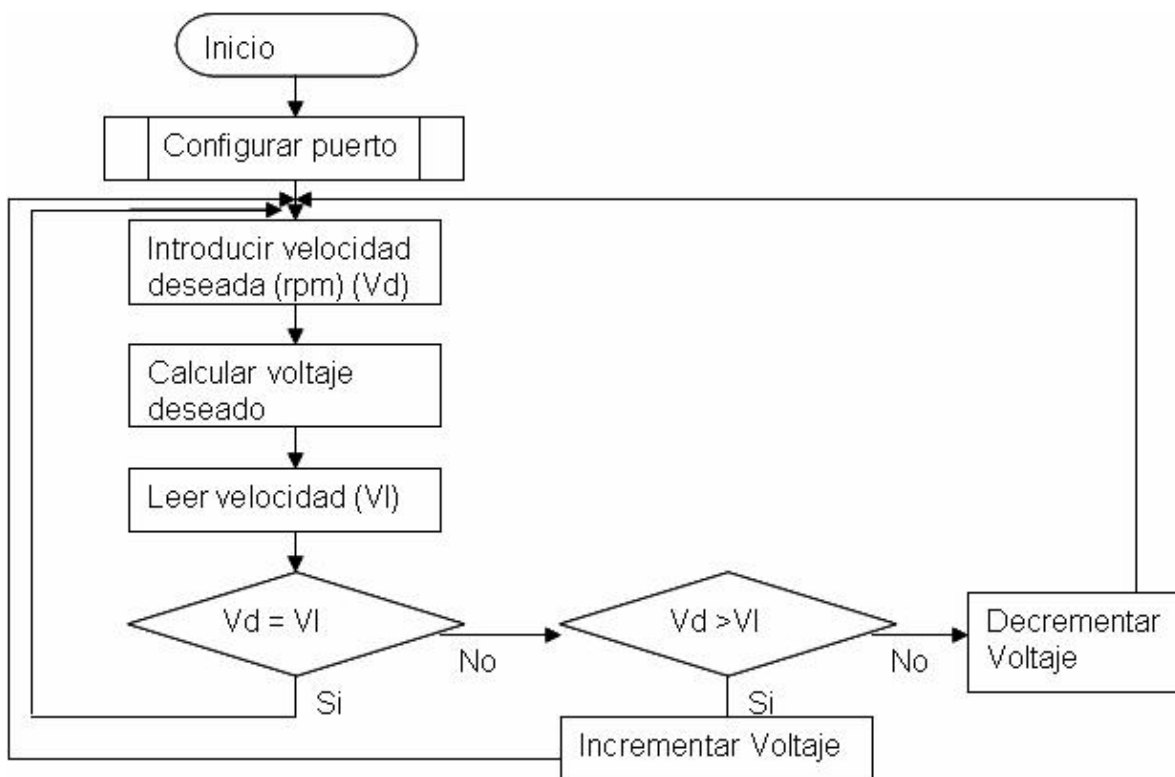 Inicio
Configurar puerto
Introducir velocidad
deseada (rpm) (Vd)
Calcular voltaje
deseado
Leer velocidad (Vl)
Vd = Vl
No
Si
Vd >Vl
No
Si
Decrementar
Voltaje
Incrementar Voltaje